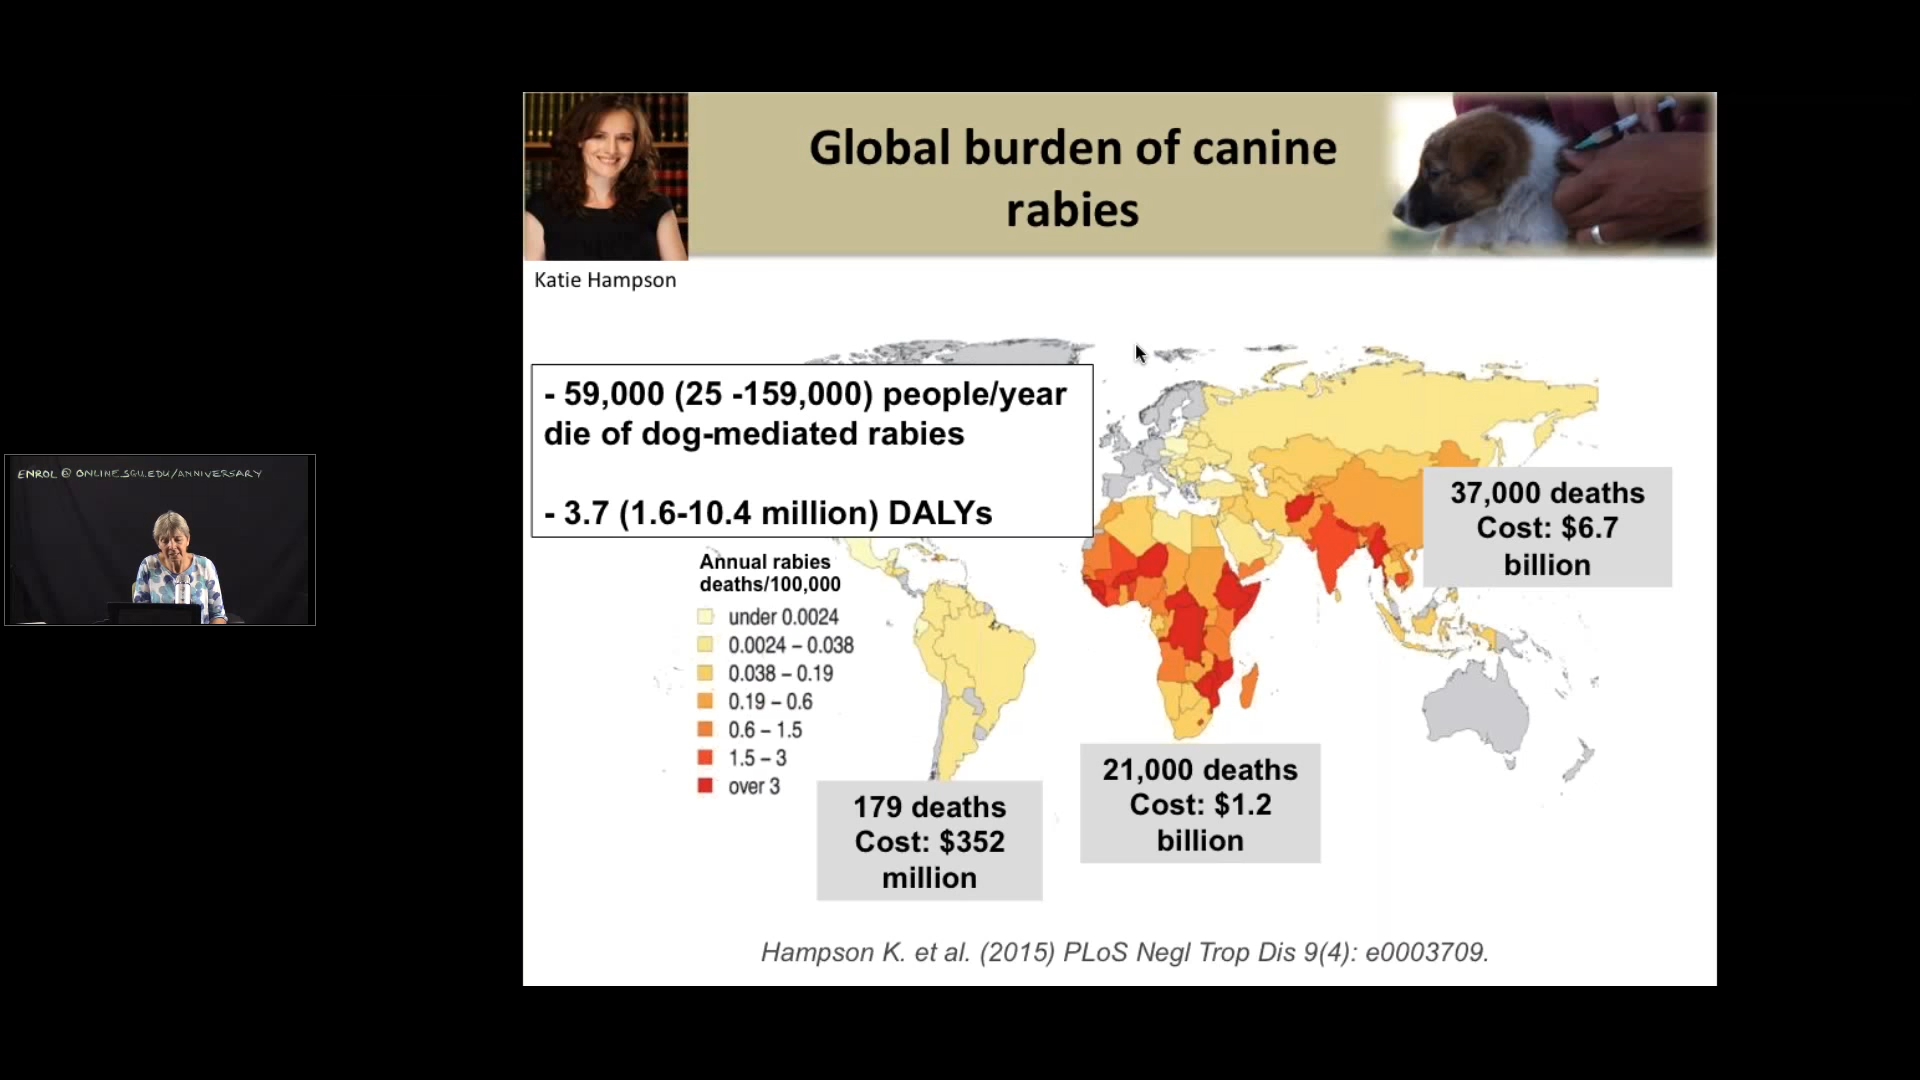 Global burden of canine
rabies
Katie Hampson
- 59,000 (25 -159,000) people/year
die of dog-mediated rabies
- 3.7 (1.6-10.4 million) DALYs
ENROL @ ONLINE.SGU.EDU/ANNIVERSARY
37,000 deaths
Cost: $6.7
billion
Annual rabies
deaths/100,000
under 0.0024
0.0024 – 0.038
0.038 – 0.19
0.19 – 0.6
0.6 – 1.5
1.5 – 3
over 3
21,000 deaths
Cost: $1.2
billion
179 deaths
Cost: $352
million
Hampson K. et al. (2015) PLoS Negl Trop Dis 9(4): e0003709.